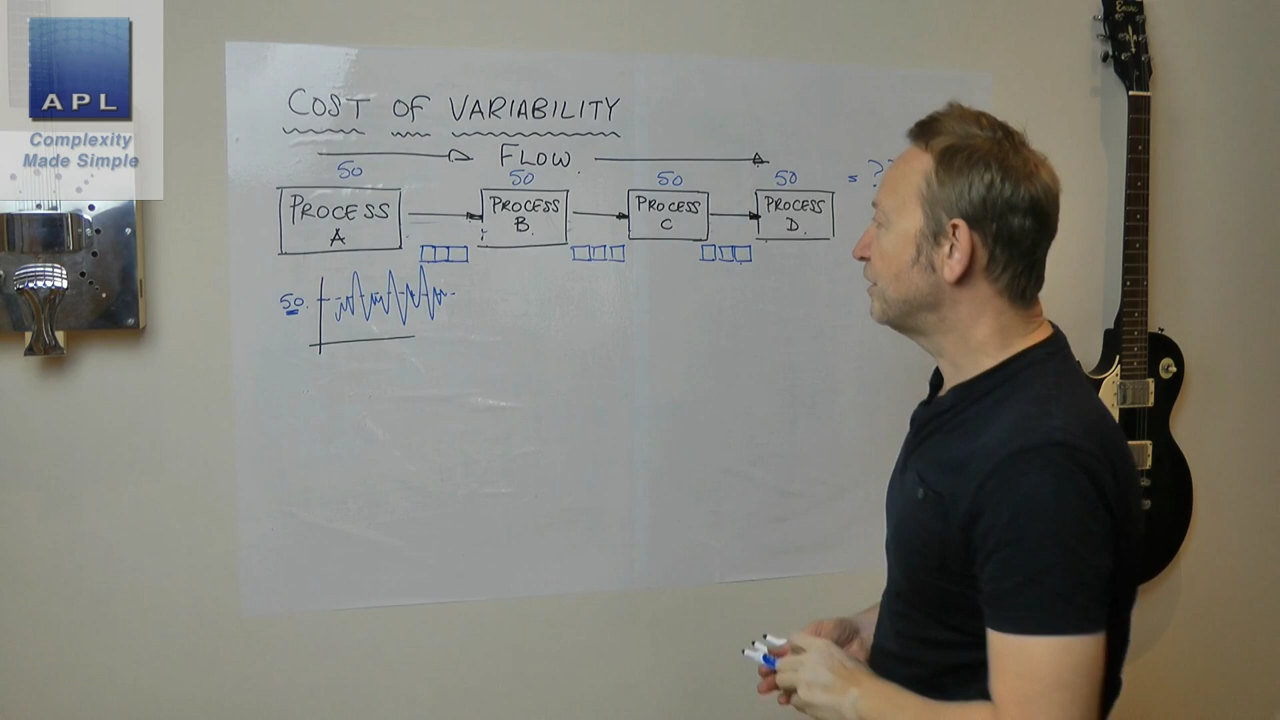 APL
Complexity
Made Simple
COST OF VARIABILITY
FLOW.
50 50 50 50 = ?
PROCESS A
PROCESS B.
PROCESS C
PROCESS D.
50.